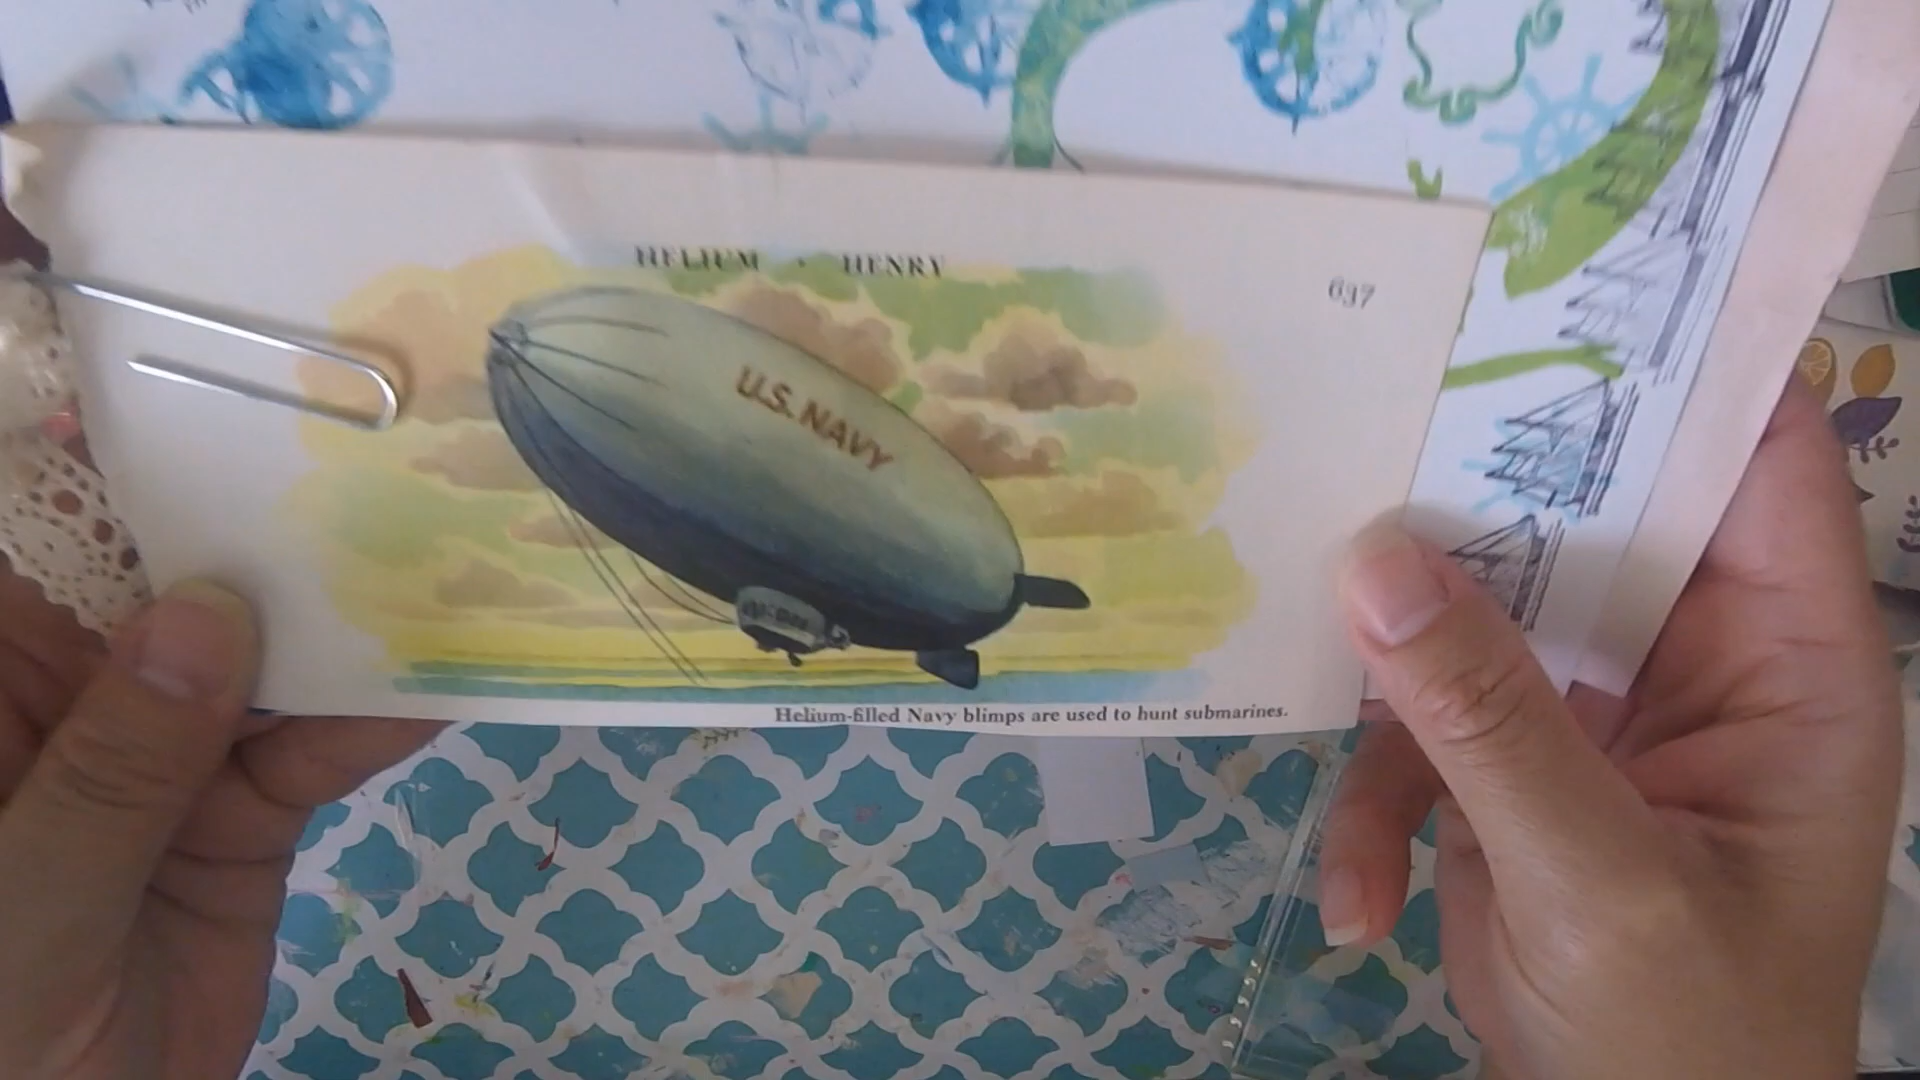 HELIUM · HENRY
637
U.S. NAVY
Helium-filled Navy blimps are used to hunt submarines.